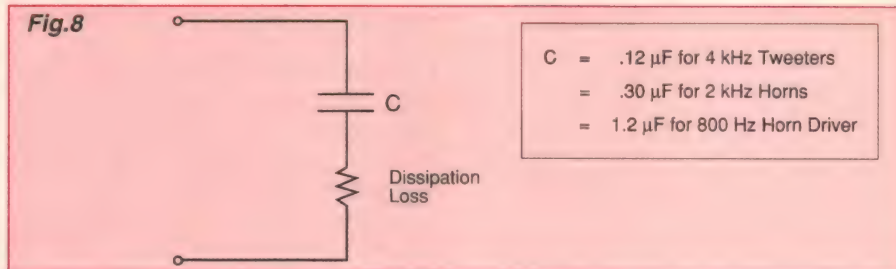 Fig.8
C
Dissipation
Loss
C = .12 µF for 4 kHz Tweeters
= .30 µF for 2 kHz Horns
= 1.2 µF for 800 Hz Horn Driver